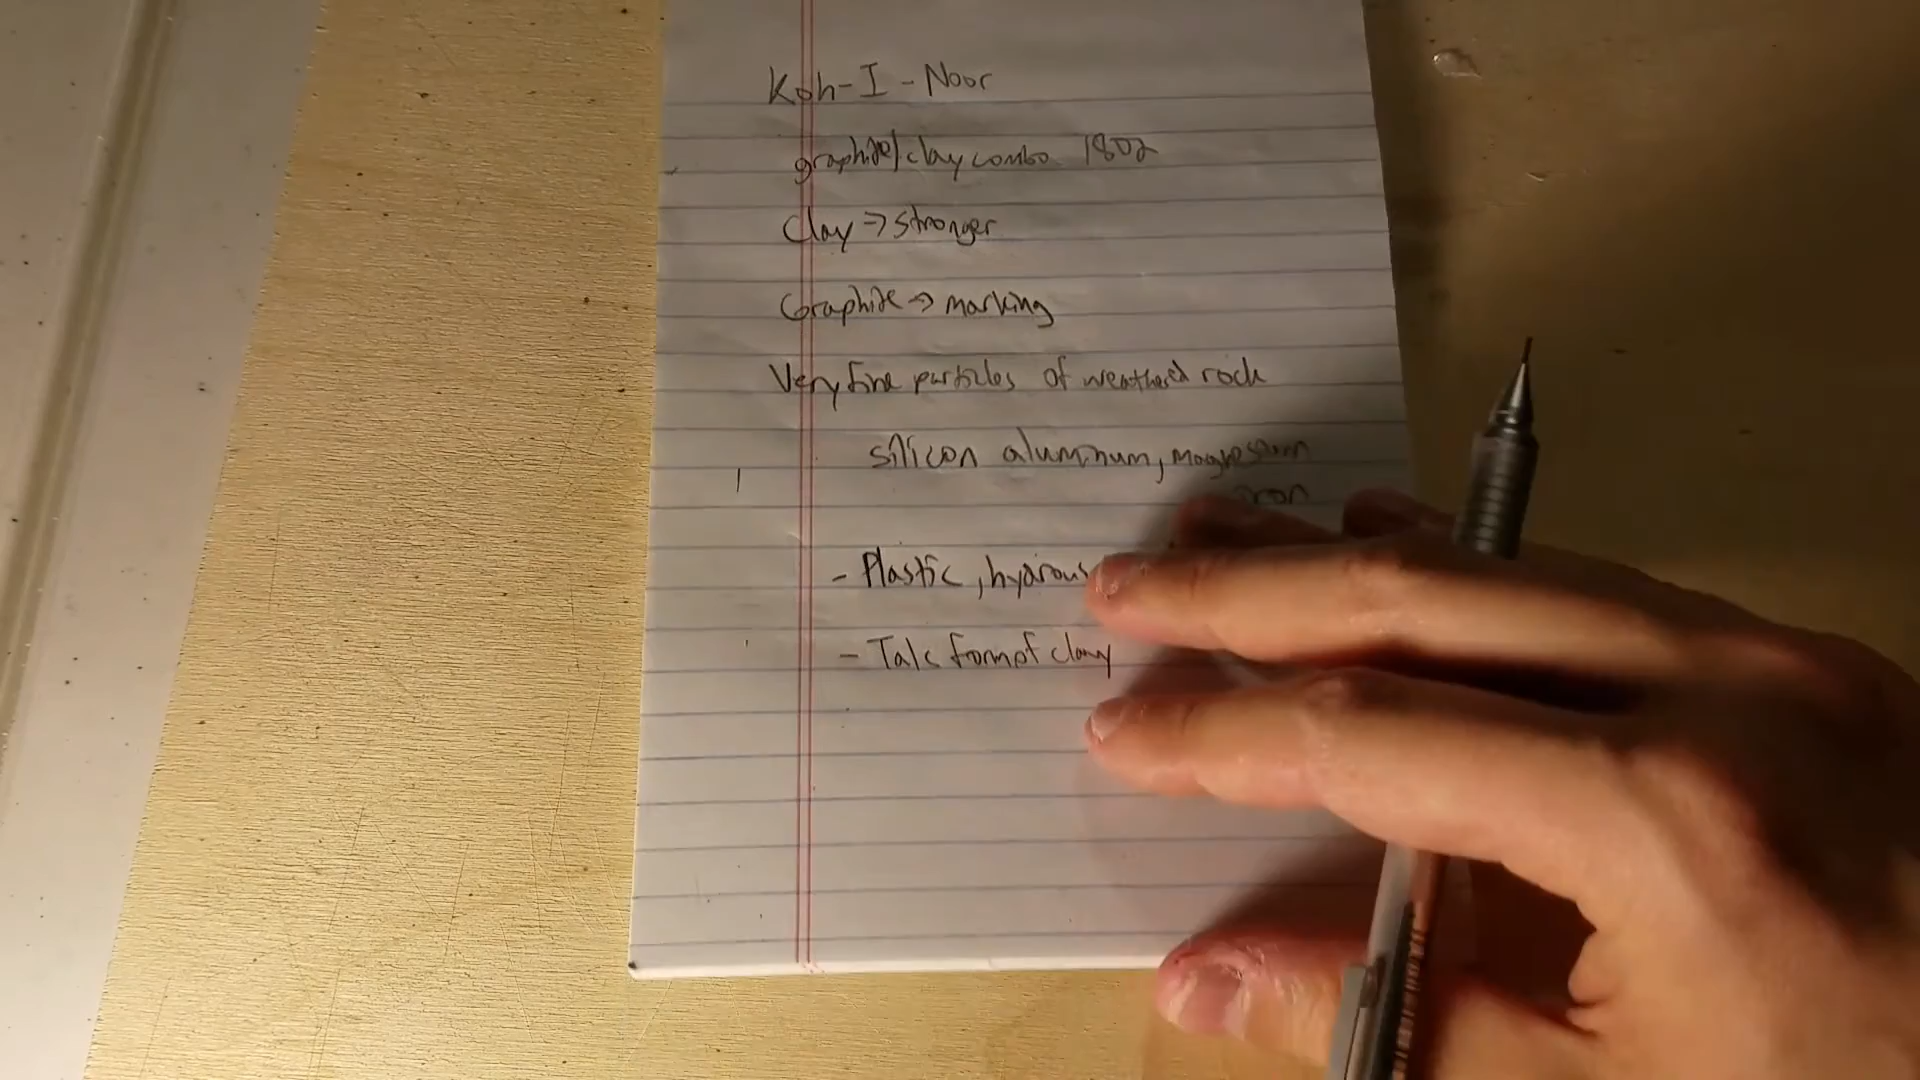 Koh-I-Noor
graphite/clay combo 1802
Clay → stronger
Graphite → marking
Very fine particles of weathered rock
silicon aluminum, magnesium
iron
- Plastic, hydrous
- Talc form of clay